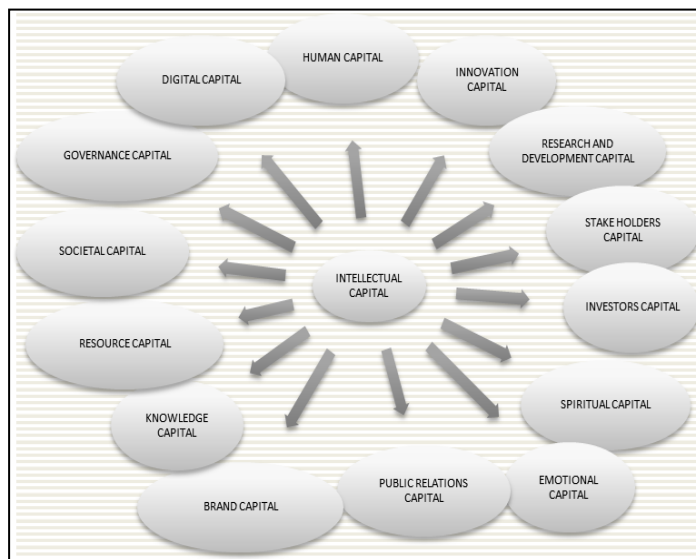 HUMAN CAPITAL
INNOVATION
CAPITAL
RESEARCH AND
DEVELOPMENT CAPITAL
STAKE HOLDERS
CAPITAL
INVESTORS CAPITAL
SPIRITUAL CAPITAL
EMOTIONAL
CAPITAL
PUBLIC RELATIONS
CAPITAL
BRAND CAPITAL
KNOWLEDGE
CAPITAL
RESOURCE CAPITAL
SOCIETAL CAPITAL
GOVERNANCE CAPITAL
DIGITAL CAPITAL
INTELLECTUAL
CAPITAL